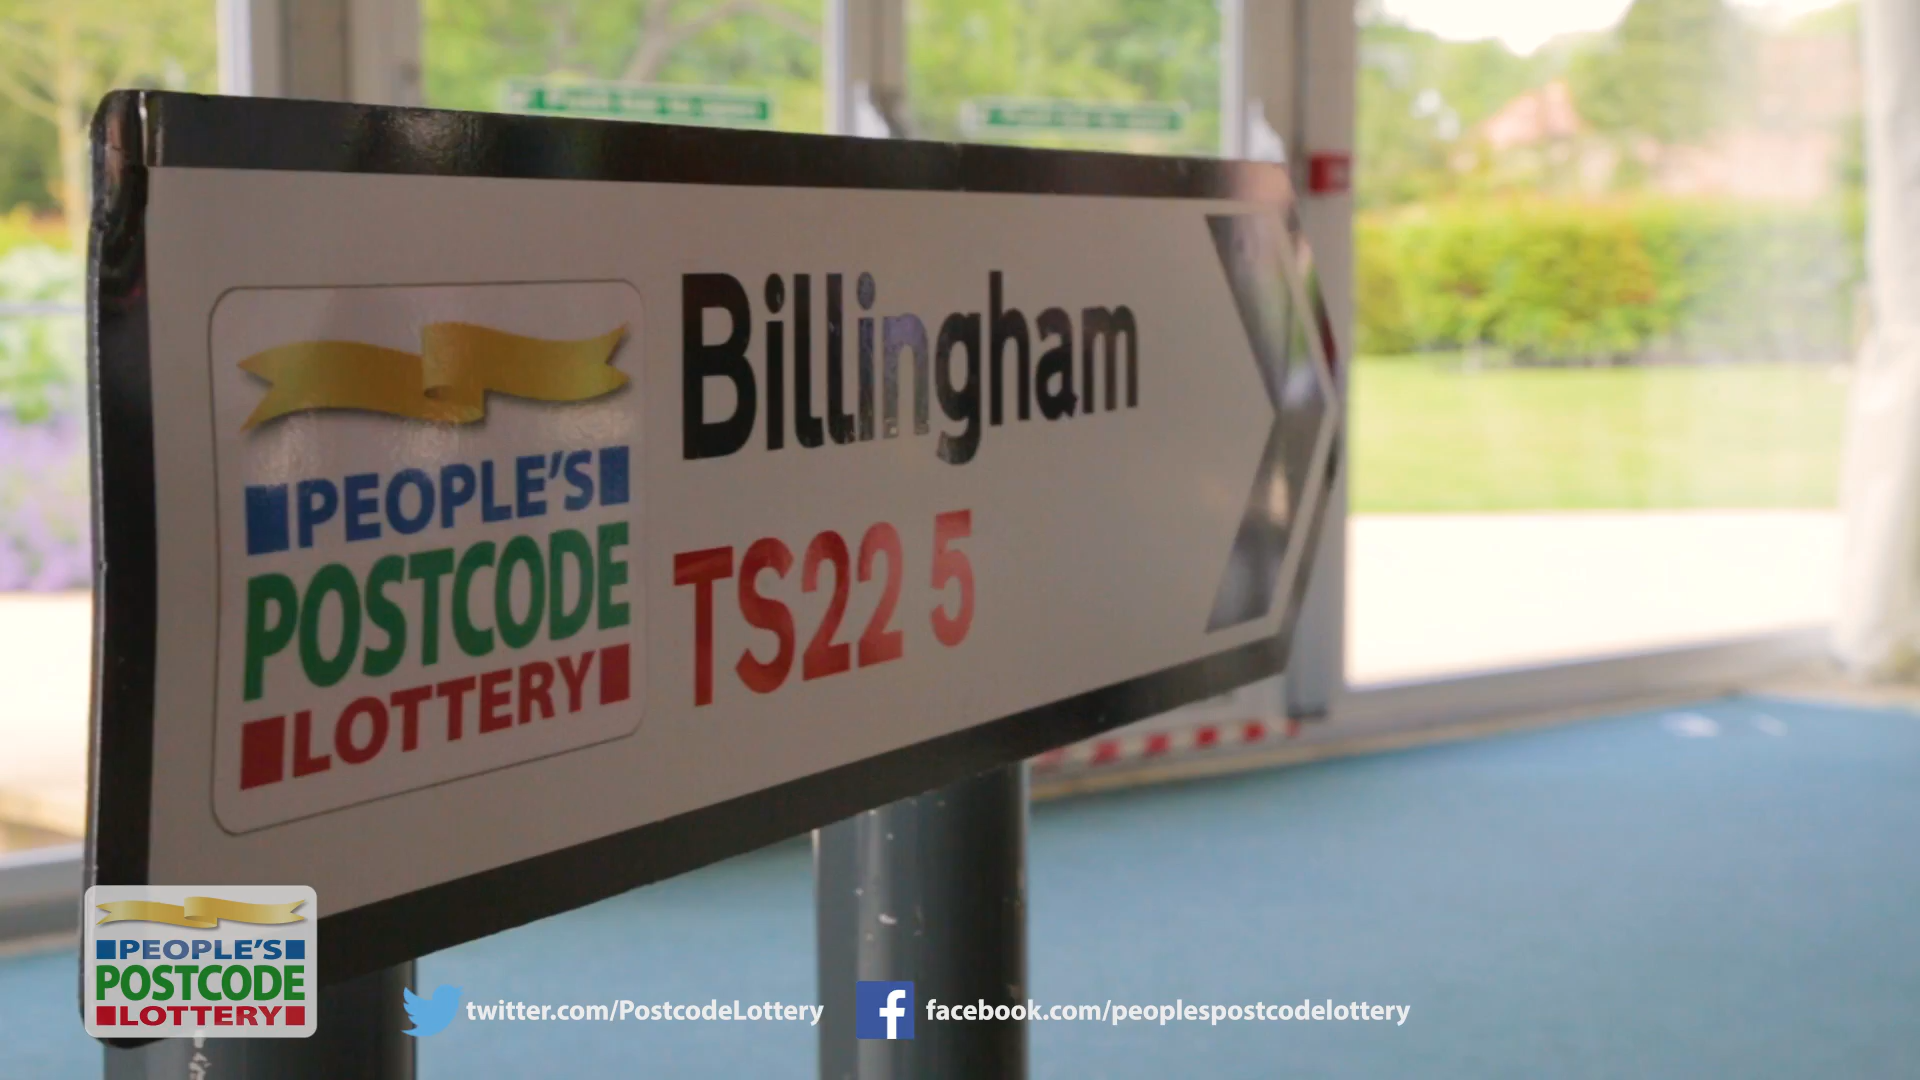 Billingham
TS22 5
PEOPLE'S
POSTCODE
LOTTERY
PEOPLE'S
POSTCODE
LOTTERY
twitter.com/PostcodeLottery
facebook.com/peoplespostcodelottery